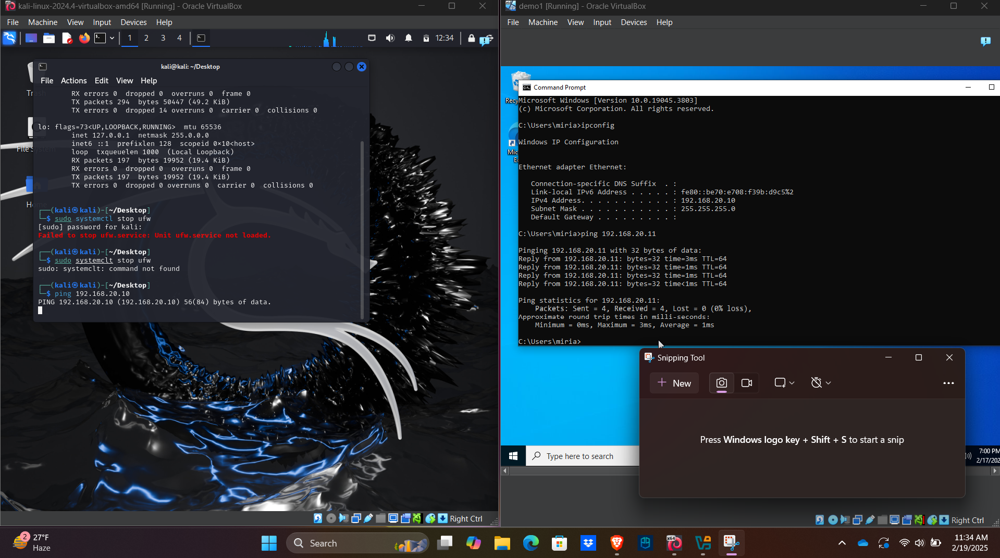 kali-linux-2024.4-virtualbox-amd64 [Running] - Oracle VirtualBox
File Machine View Input Devices Help
1 2 3 4
12:34
Trash
File System
Home
kali@kali: ~/Desktop
File Actions Edit View Help
RX errors 0  dropped 0  overruns 0  frame 0
TX packets 294  bytes 50447 (49.2 KiB)
TX errors 0  dropped 14 overruns 0  carrier 0  collisions 0
lo: flags=73<UP,LOOPBACK,RUNNING>  mtu 65536
inet 127.0.0.1  netmask 255.0.0.0
inet6 ::1  prefixlen 128  scopeid 0×10<host>
loop  txqueuelen 1000  (Local Loopback)
RX packets 197  bytes 19952 (19.4 KiB)
RX errors 0  dropped 0  overruns 0  frame 0
TX packets 197  bytes 19952 (19.4 KiB)
TX errors 0  dropped 0 overruns 0  carrier 0  collisions 0
┌──(kali㉿kali)-[~/Desktop]
└─$ sudo systemctl stop ufw
[sudo] password for kali:
Failed to stop ufw.service: Unit ufw.service not loaded.
┌──(kali㉿kali)-[~/Desktop]
└─$ sudo systemclt stop ufw
sudo: systemclt: command not found
┌──(kali㉿kali)-[~/Desktop]
└─$ ping 192.168.20.10
PING 192.168.20.10 (192.168.20.10) 56(84) bytes of data.
Right Ctrl
demo1 [Running] - Oracle VirtualBox
File Machine View Input Devices Help
Recy
Mic
Ec
Command Prompt
Microsoft Windows [Version 10.0.19045.3803]
(c) Microsoft Corporation. All rights reserved.
C:\Users\miria>ipconfig
Windows IP Configuration
Ethernet adapter Ethernet:
Connection-specific DNS Suffix  . :
Link-local IPv6 Address . . . . . : fe80::be70:e708:f39b:d9c5%2
IPv4 Address. . . . . . . . . . . : 192.168.20.10
Subnet Mask . . . . . . . . . . . : 255.255.255.0
Default Gateway . . . . . . . . . :
C:\Users\miria>ping 192.168.20.11
Pinging 192.168.20.11 with 32 bytes of data:
Reply from 192.168.20.11: bytes=32 time=3ms TTL=64
Reply from 192.168.20.11: bytes=32 time=1ms TTL=64
Reply from 192.168.20.11: bytes=32 time=1ms TTL=64
Reply from 192.168.20.11: bytes=32 time<1ms TTL=64
Ping statistics for 192.168.20.11:
Packets: Sent = 4, Received = 4, Lost = 0 (0% loss),
Approximate round trip times in milli-seconds:
Minimum = 0ms, Maximum = 3ms, Average = 1ms
C:\Users\miria>
Snipping Tool
New
Press Windows logo key + Shift + S to start a snip
Type here to search
7:00 PM
2/17/202
Right Ctrl
2
27°F
Haze
Search
x64
11:34 AM
2/19/2025